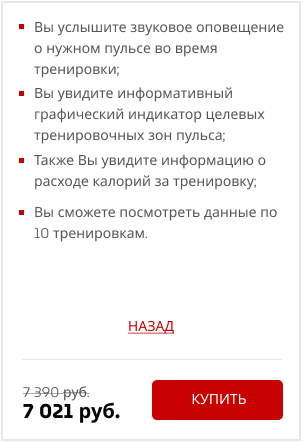 Вы услышите звуковое оповещение
о нужном пульсе во время
тренировки;
Вы увидите информативный
графический индикатор целевых
тренировочных зон пульса;
Также Вы увидите информацию о
расходе калорий за тренировку;
Вы сможете посмотреть данные по
10 тренировкам.
НАЗАД
7 390 руб.
7 021 руб.
КУПИТЬ